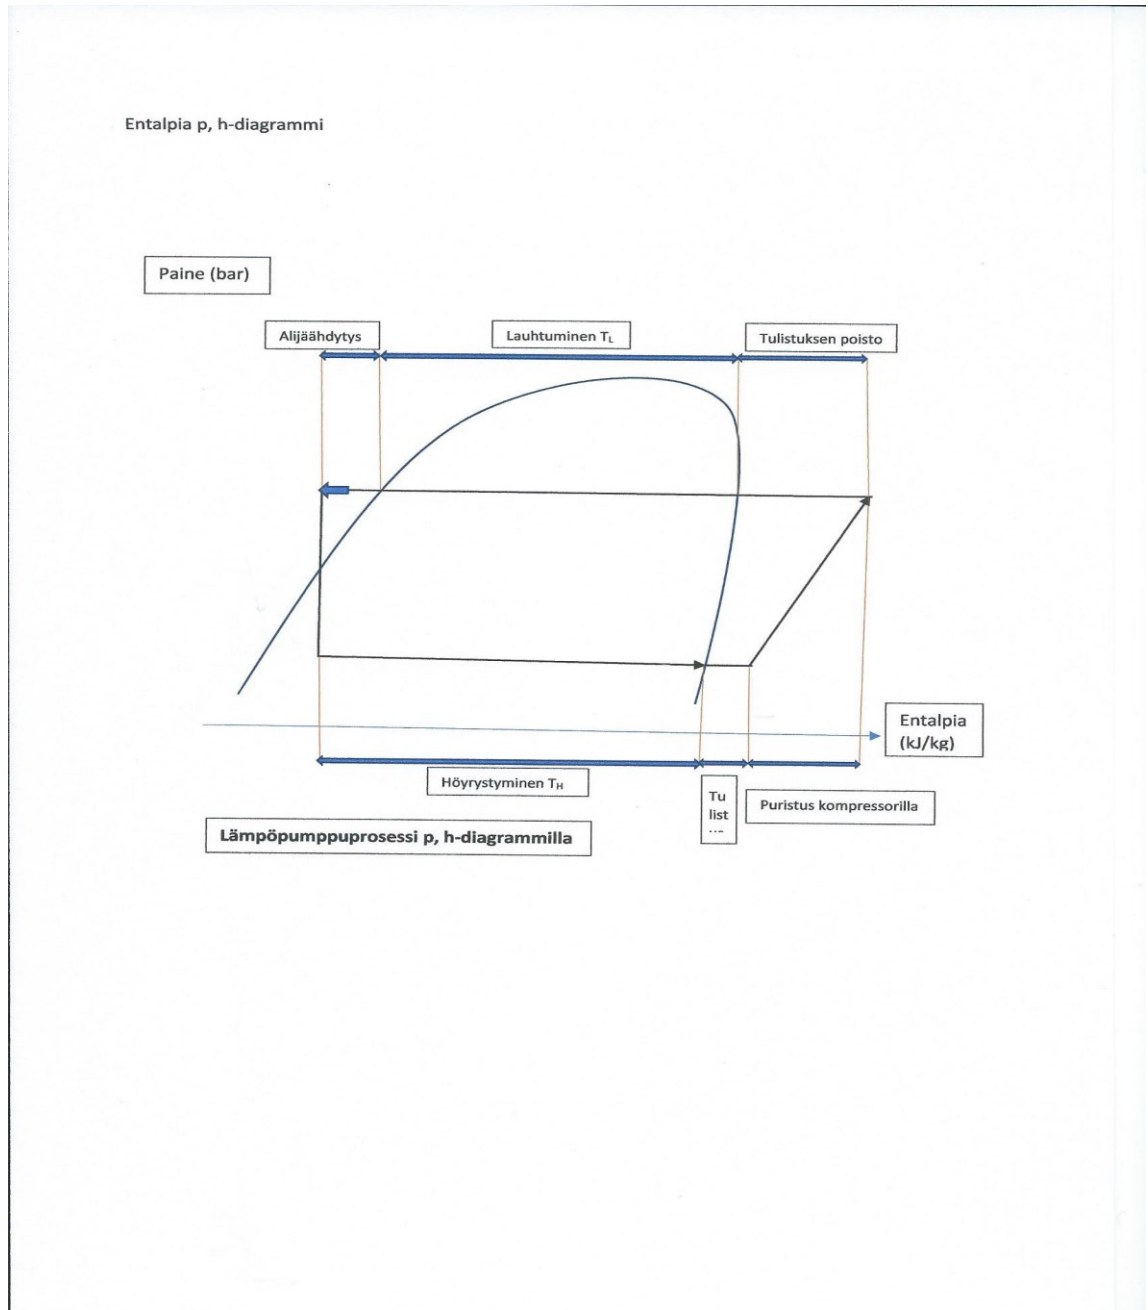 Entalpia p, h-diagrammi
Paine (bar)
Alijäähdytys
Lauhtuminen TL
Tulistuksen poisto
Entalpia
(kJ/kg)
Höyrystyminen TH
Tu
list
Puristus kompressorilla
Lämpöpumppuprosessi p, h-diagrammilla